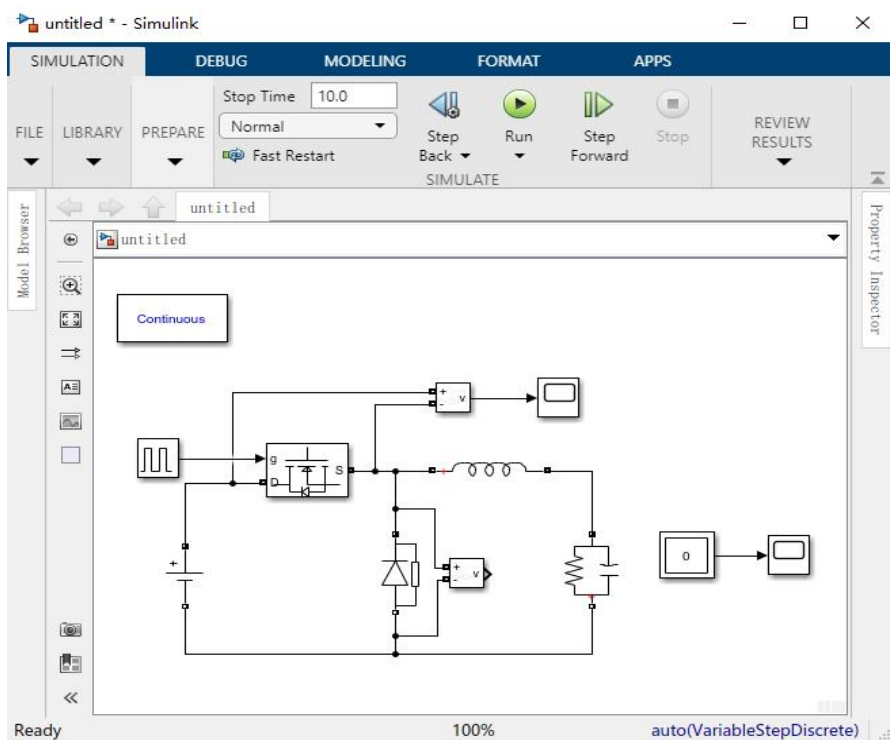 untitled * - Simulink
SIMULATION DEBUG MODELING FORMAT APPS
FILE
LIBRARY
PREPARE
Stop Time 10.0
Normal
Fast Restart
Step
Back
Run
Step
Forward
Stop
SIMULATE
REVIEW
RESULTS
Model Browser
untitled
untitled
Property Inspector
Continuous
+
-
v
g
D
S
+
+
+
-
v
0
Ready 100% auto(VariableStepDiscrete)